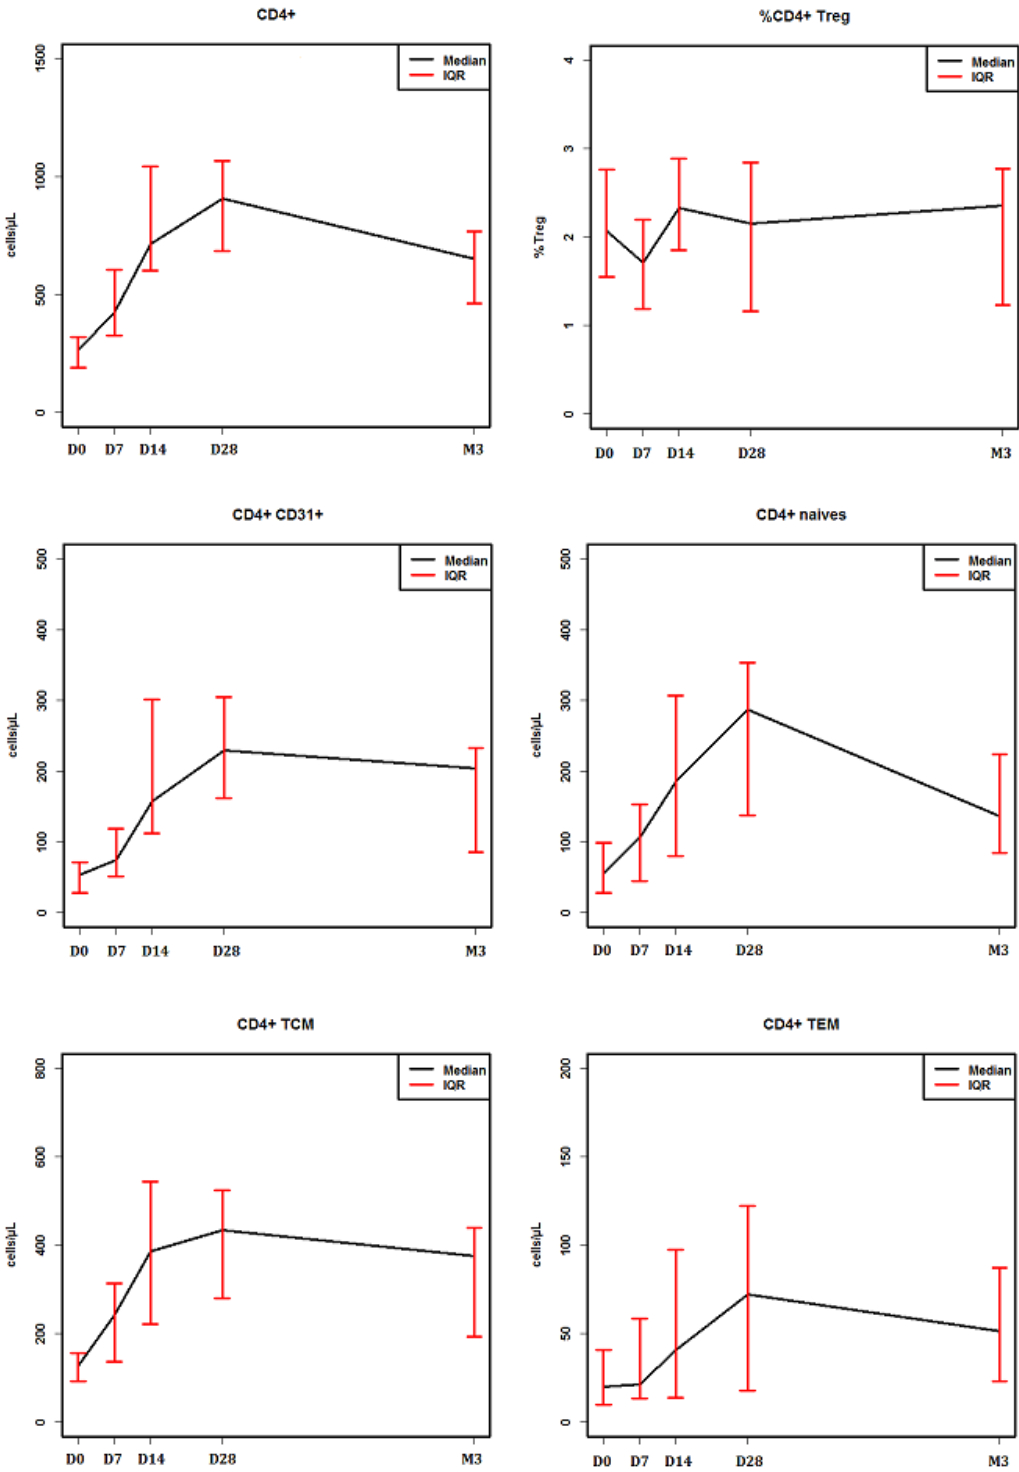 CD4+
Median
IQR
cells/µL
1500
1000
500
0
D0 D7 D14 D28 M3
%CD4+ Treg
Median
IQR
%Treg
4
3
2
1
0
D0 D7 D14 D28 M3
CD4+ CD31+
Median
IQR
cells/µL
500
400
300
200
100
0
D0 D7 D14 D28 M3
CD4+ naives
Median
IQR
cells/µL
500
400
300
200
100
0
D0 D7 D14 D28 M3
CD4+ TCM
Median
IQR
cells/µL
800
600
400
200
0
D0 D7 D14 D28 M3
CD4+ TEM
Median
IQR
cells/µL
200
150
100
50
0
D0 D7 D14 D28 M3